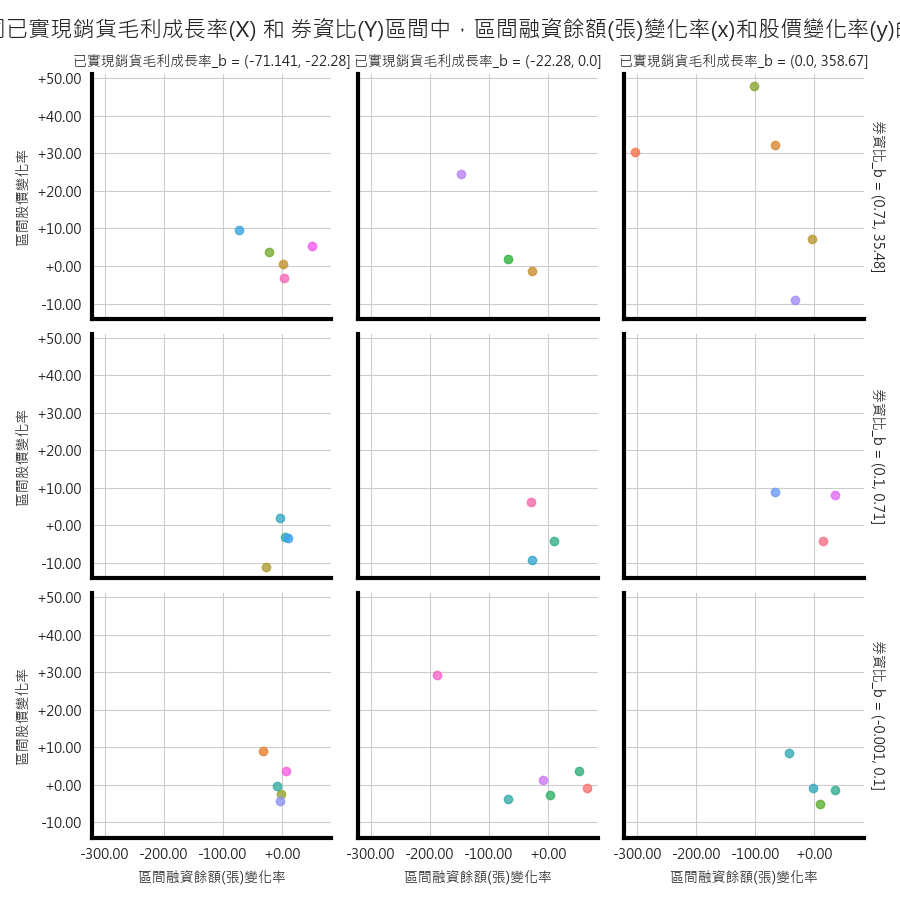 已實現銷貨毛利成長率(X) 和 券資比(Y)區間中，區間融資餘額(張)變化率(x)和股價變化率(y)
已實現銷貨毛利成長率_b = (-71.141, -22.28]
已實現銷貨毛利成長率_b = (-22.28, 0.0]
已實現銷貨毛利成長率_b = (0.0, 358.67]
+50.00
+40.00
+30.00
+20.00
+10.00
+0.00
-10.00
區間股價變化率
券資比_b = (0.71, 35.48]
+50.00
+40.00
+30.00
+20.00
+10.00
+0.00
-10.00
區間股價變化率
券資比_b = (0.1, 0.71]
+50.00
+40.00
+30.00
+20.00
+10.00
+0.00
-10.00
區間股價變化率
券資比_b = (-0.001, 0.1]
-300.00 -200.00 -100.00 +0.00
-300.00 -200.00 -100.00 +0.00
-300.00 -200.00 -100.00 +0.00
區間融資餘額(張)變化率
區間融資餘額(張)變化率
區間融資餘額(張)變化率